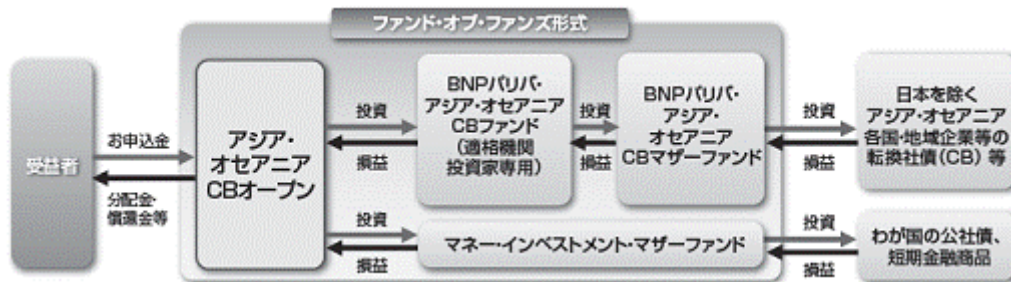 ファンド・オブ・ファンズ形式
受益者
お申込金
分配金・
償還金等
アジア・
オセアニア
CBオープン
投資
損益
BNPパリバ・
アジア・オセアニア
CBファンド
(適格機関
投資家専用)
投資
損益
BNPパリバ・
アジア・
オセアニア
CBマザーファンド
投資
損益
日本を除く
アジア・オセアニア
各国・地域企業等の
転換社債(CB)等
投資
損益
マネー・インベストメント・マザーファンド
投資
損益
わが国の公社債、
短期金融商品